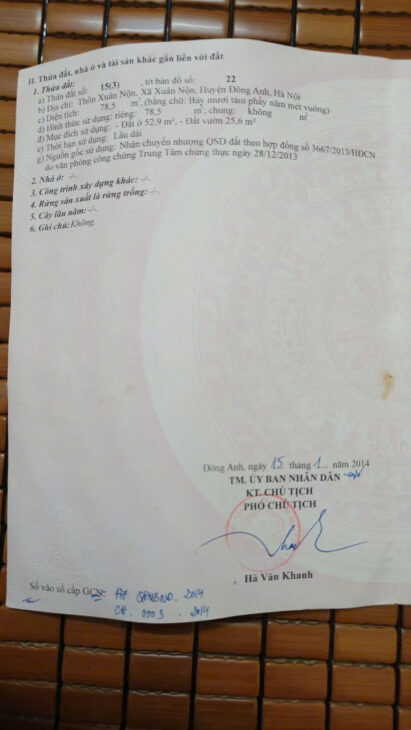 II. Thửa đất, nhà ở và tài sản khác gắn liền với đất
1. Thửa đất:
a) Thửa đất số: 15(3) , tờ bản đồ số: 22
b) Địa chỉ: Thôn Xuân Nộn, Xã Xuân Nộn, Huyện Đông Anh, Hà Nội
c) Diện tích: 78,5 m², (bằng chữ: Bảy mươi tám phẩy năm mét vuông)
d) Hình thức sử dụng: riêng: 78,5 m², chung: không m²
đ) Mục đích sử dụng: - Đất ở 52,9 m², - Đất vườn 25,6 m²
e) Thời hạn sử dụng: Lâu dài
g) Nguồn gốc sử dụng: Nhận chuyển nhượng QSD đất theo hợp đồng số 3667/2013/HĐCN
do văn phòng công chứng Trung Tâm chứng thực ngày 28/12/2013
2. Nhà ở: -/-.
3. Công trình xây dựng khác: -/-.
4. Rừng sản xuất là rừng trồng: -/-.
5. Cây lâu năm: -/-.
6. Ghi chú: Không.
Đông Anh, ngày 15 tháng 1... năm 2014
TM. ỦY BAN NHÂN DÂN
KT. CHỦ TỊCH
PHÓ CHỦ TỊCH
Hà Văn Khanh
Số vào sổ cấp GCN: 2014
CH. 0003 . 2014